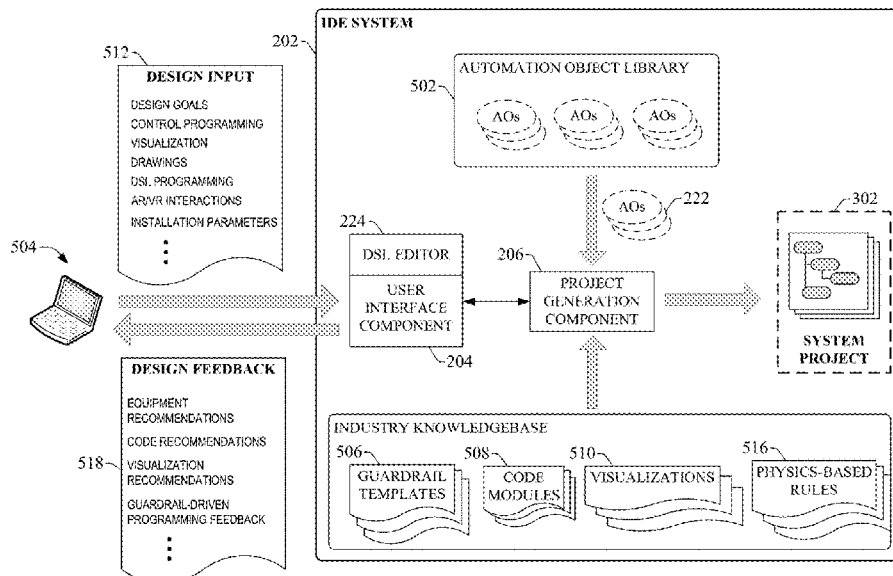 IDE SYSTEM
202
512
DESIGN INPUT
DESIGN GOALS
CONTROL PROGRAMMING
VISUALIZATION
DRAWINGS
DSL PROGRAMMING
AR/VR INTERACTIONS
INSTALLATION PARAMETERS
AUTOMATION OBJECT LIBRARY
502
AOs
AOs
AOs
AOs
222
302
224
DSL EDITOR
USER
INTERFACE
COMPONENT
204
206
PROJECT
GENERATION
COMPONENT
SYSTEM
PROJECT
504
DESIGN FEEDBACK
EQUIPMENT
RECOMMENDATIONS
CODE RECOMMENDATIONS
VISUALIZATION
RECOMMENDATIONS
GUARDRAIL-DRIVEN
PROGRAMMING FEEDBACK
518
INDUSTRY KNOWLEDGEBASE
506
GUARDRAIL
TEMPLATES
508
CODE
MODULES
510
VISUALIZATIONS
516
PHYSICS-BASED
RULES